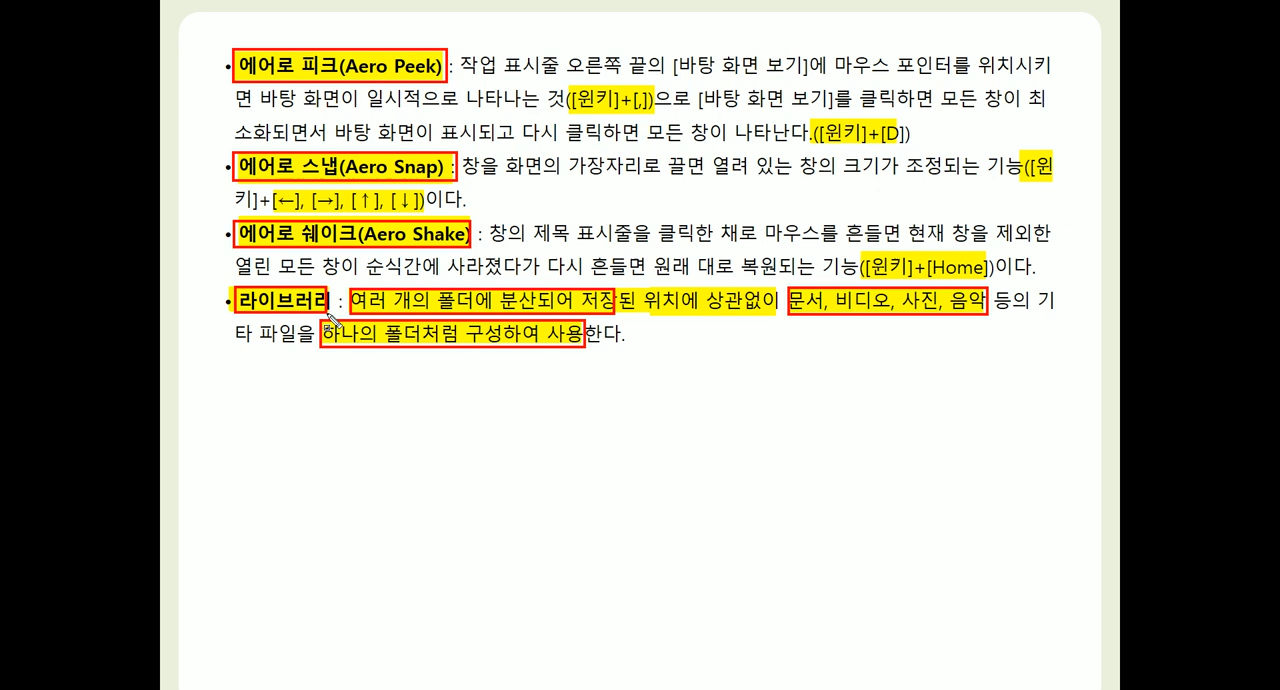 • 에어로 피크(Aero Peek) : 작업 표시줄 오른쪽 끝의 [바탕 화면 보기]에 마우스 포인터를 위치시키
면 바탕 화면이 일시적으로 나타나는 것([윈키]+[,])으로 [바탕 화면 보기]를 클릭하면 모든 창이 최
소화되면서 바탕 화면이 표시되고 다시 클릭하면 모든 창이 나타난다.([윈키]+[D])
• 에어로 스냅(Aero Snap) : 창을 화면의 가장자리로 끌면 열려 있는 창의 크기가 조정되는 기능([윈
키]+[←], [→], [↑], [↓])이다.
• 에어로 쉐이크(Aero Shake) : 창의 제목 표시줄을 클릭한 채로 마우스를 흔들면 현재 창을 제외한
열린 모든 창이 순식간에 사라졌다가 다시 흔들면 원래 대로 복원되는 기능([윈키]+[Home])이다.
• 라이브러리 : 여러 개의 폴더에 분산되어 저장된 위치에 상관없이 문서, 비디오, 사진, 음악 등의 기
타 파일을 하나의 폴더처럼 구성하여 사용한다.